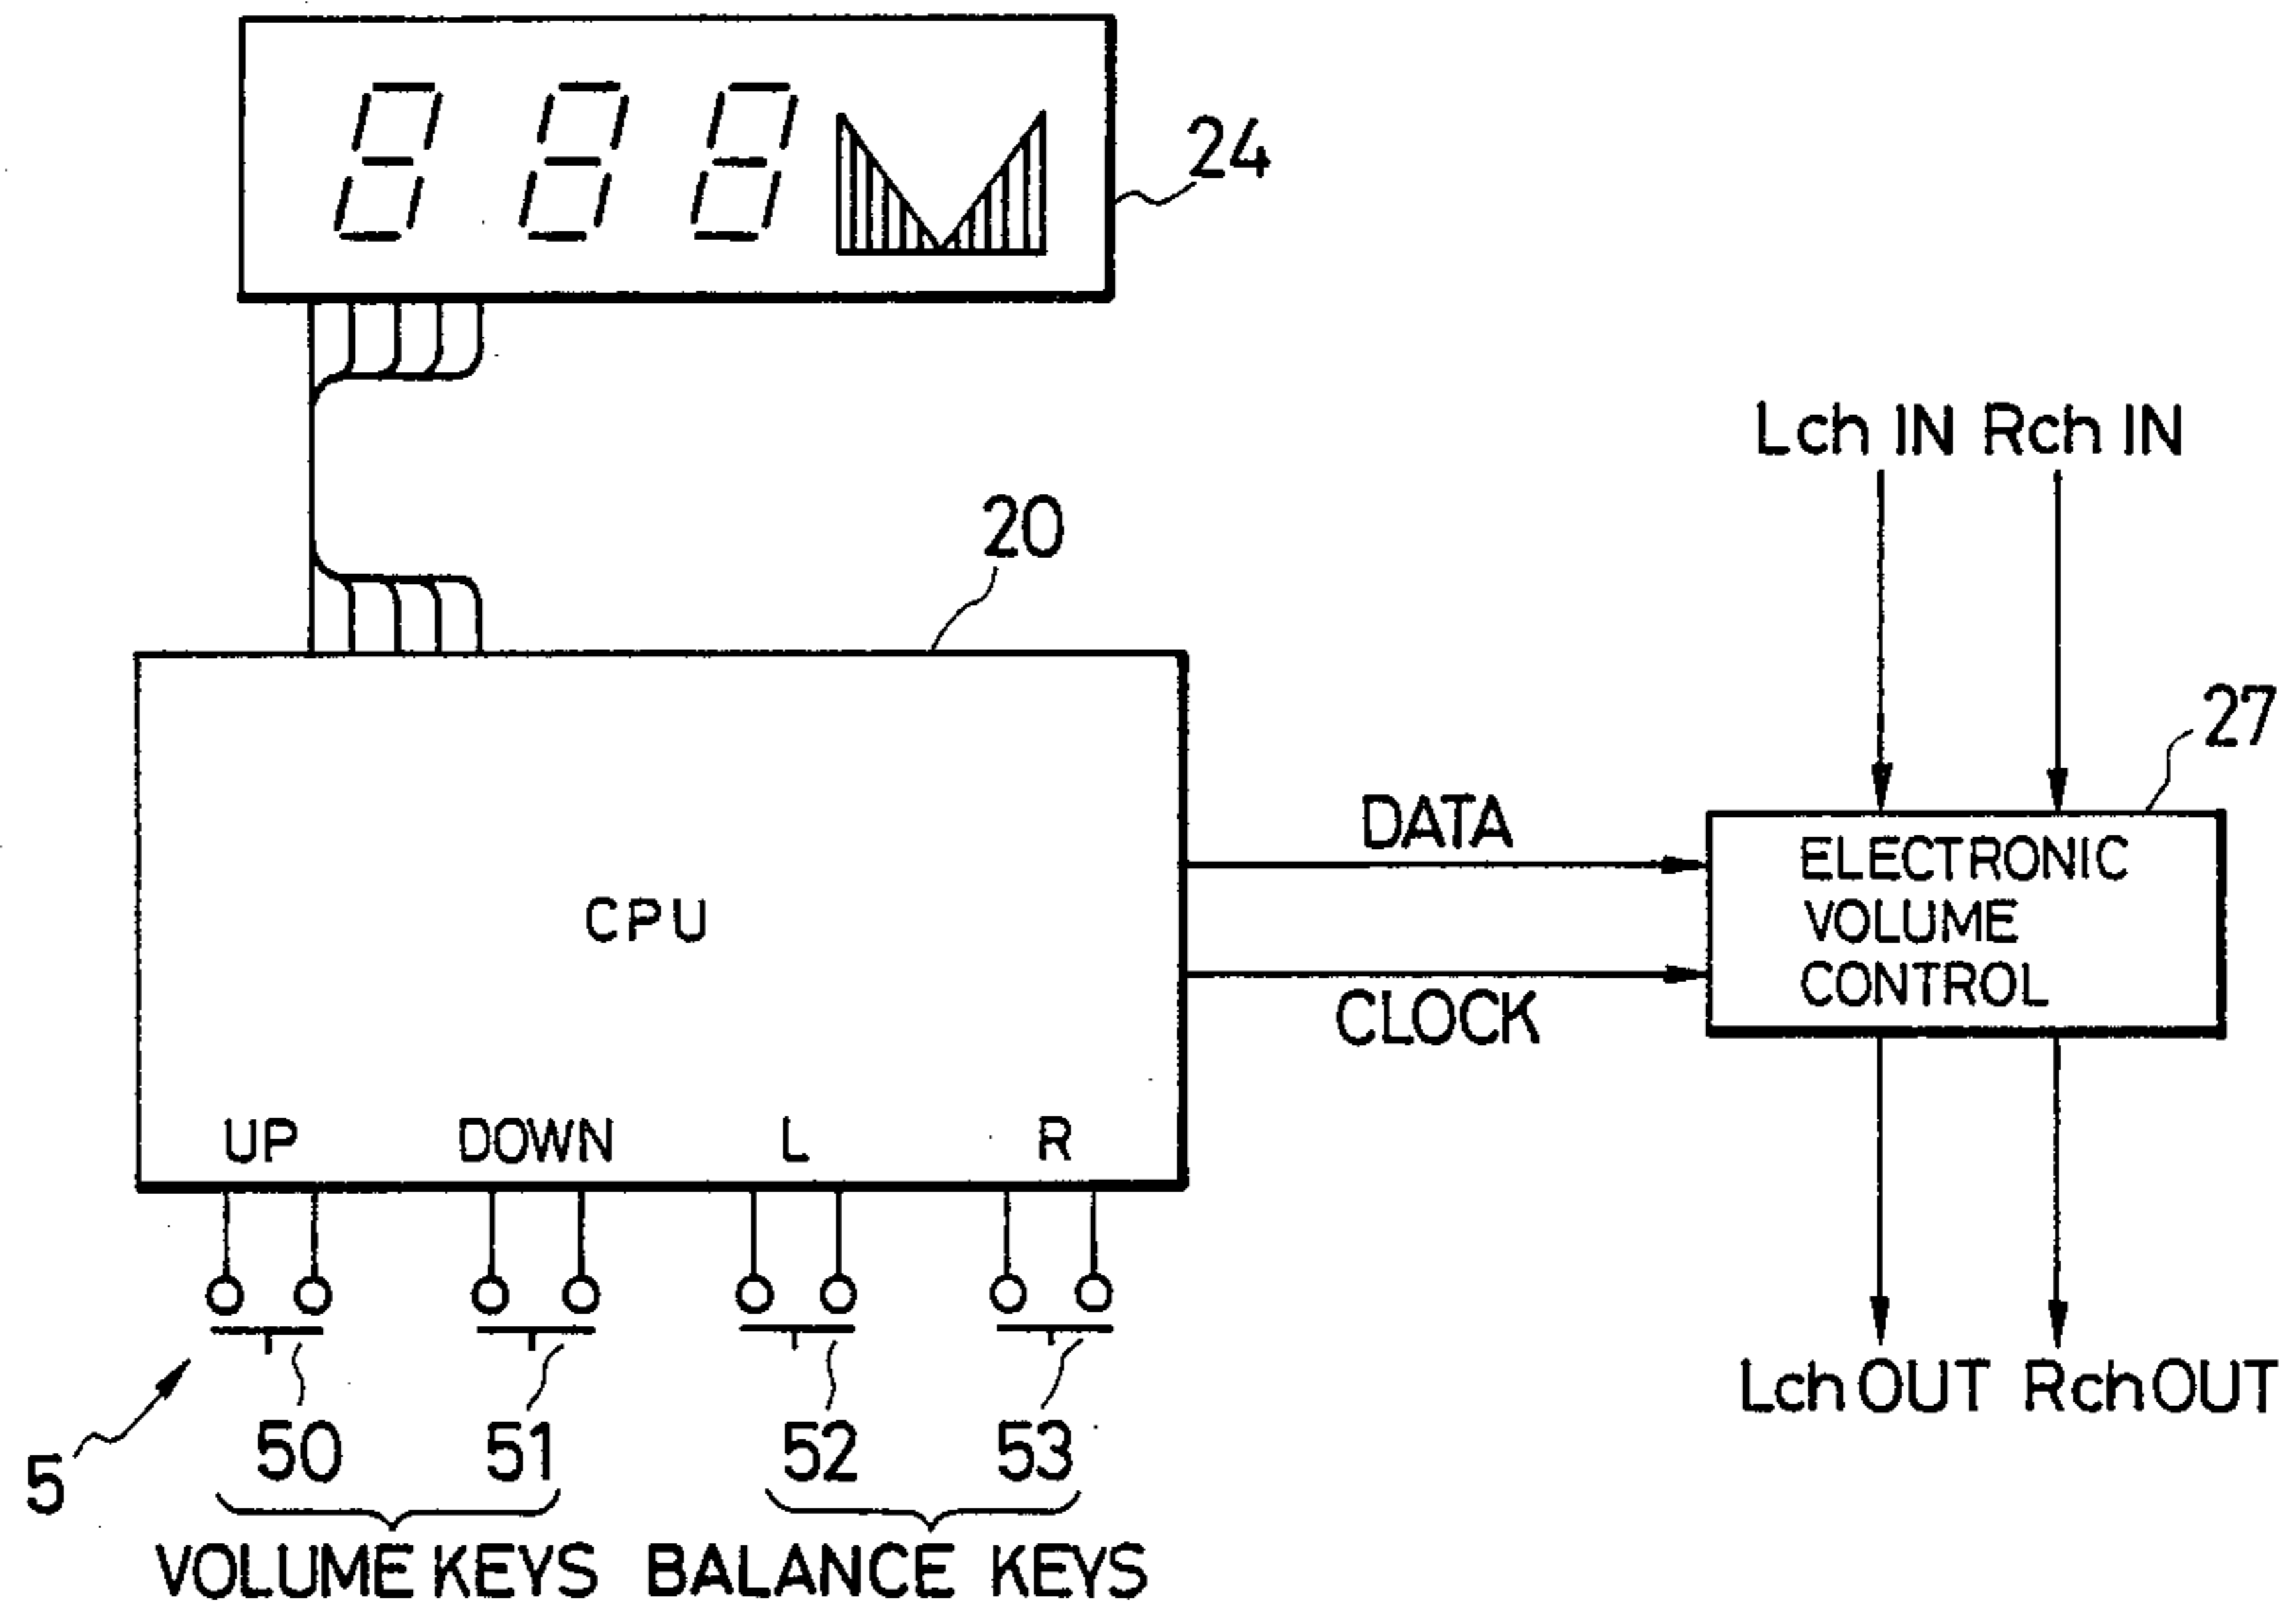 24
Lch IN Rch IN
20
27
DATA
ELECTRONIC
VOLUME
CONTROL
CPU
CLOCK
UP DOWN L R
Lch OUT Rch OUT
5
50 51 52 53
VOLUME KEYS BALANCE KEYS